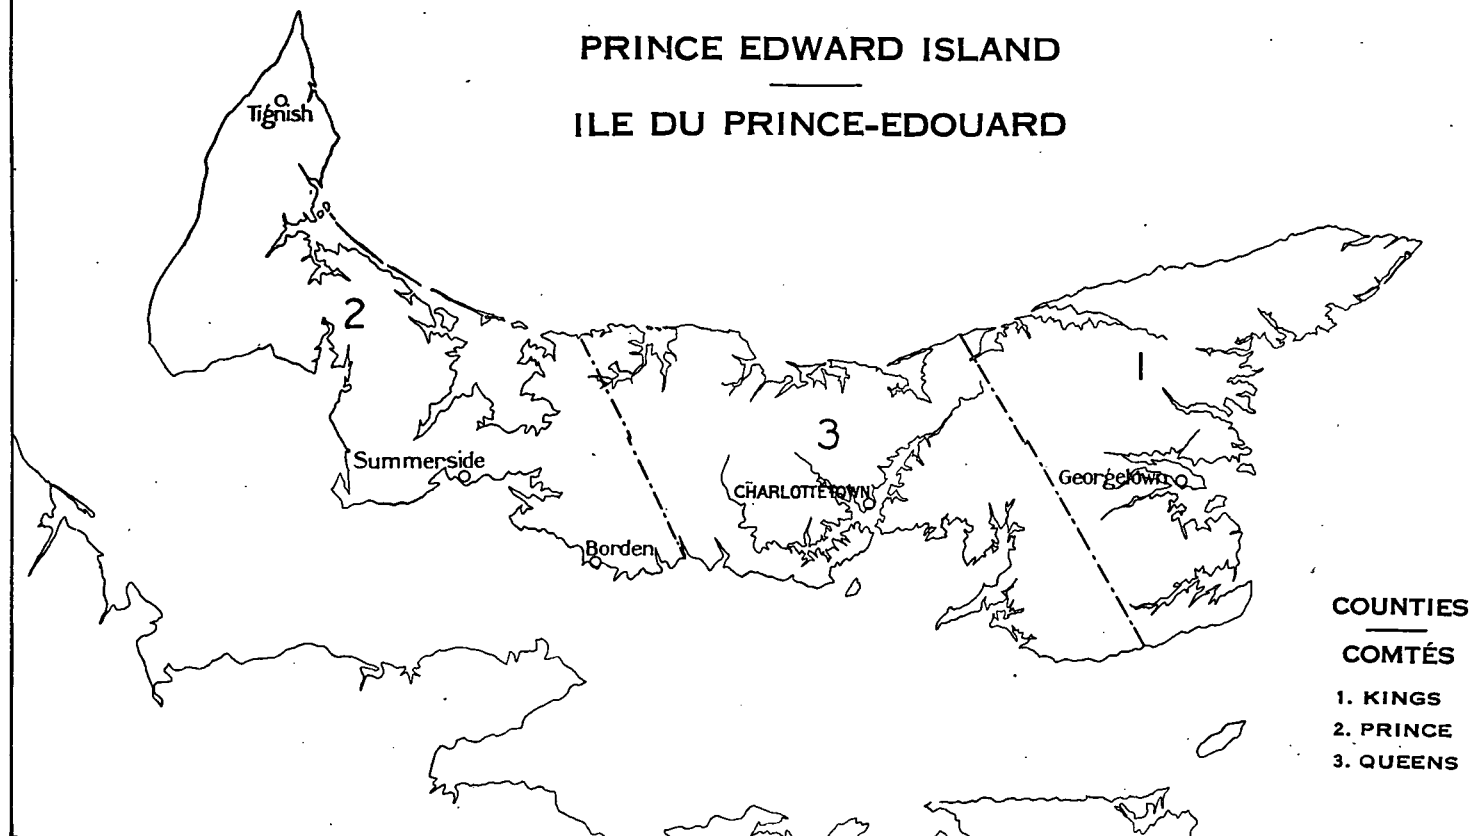 PRINCE EDWARD ISLAND
ILE DU PRINCE-EDOUARD
Tignish
2
1
3
Summerside
Georgetown
CHARLOTTETOWN
Borden
COUNTIES
COMTÉS
1. KINGS
2. PRINCE
3. QUEENS